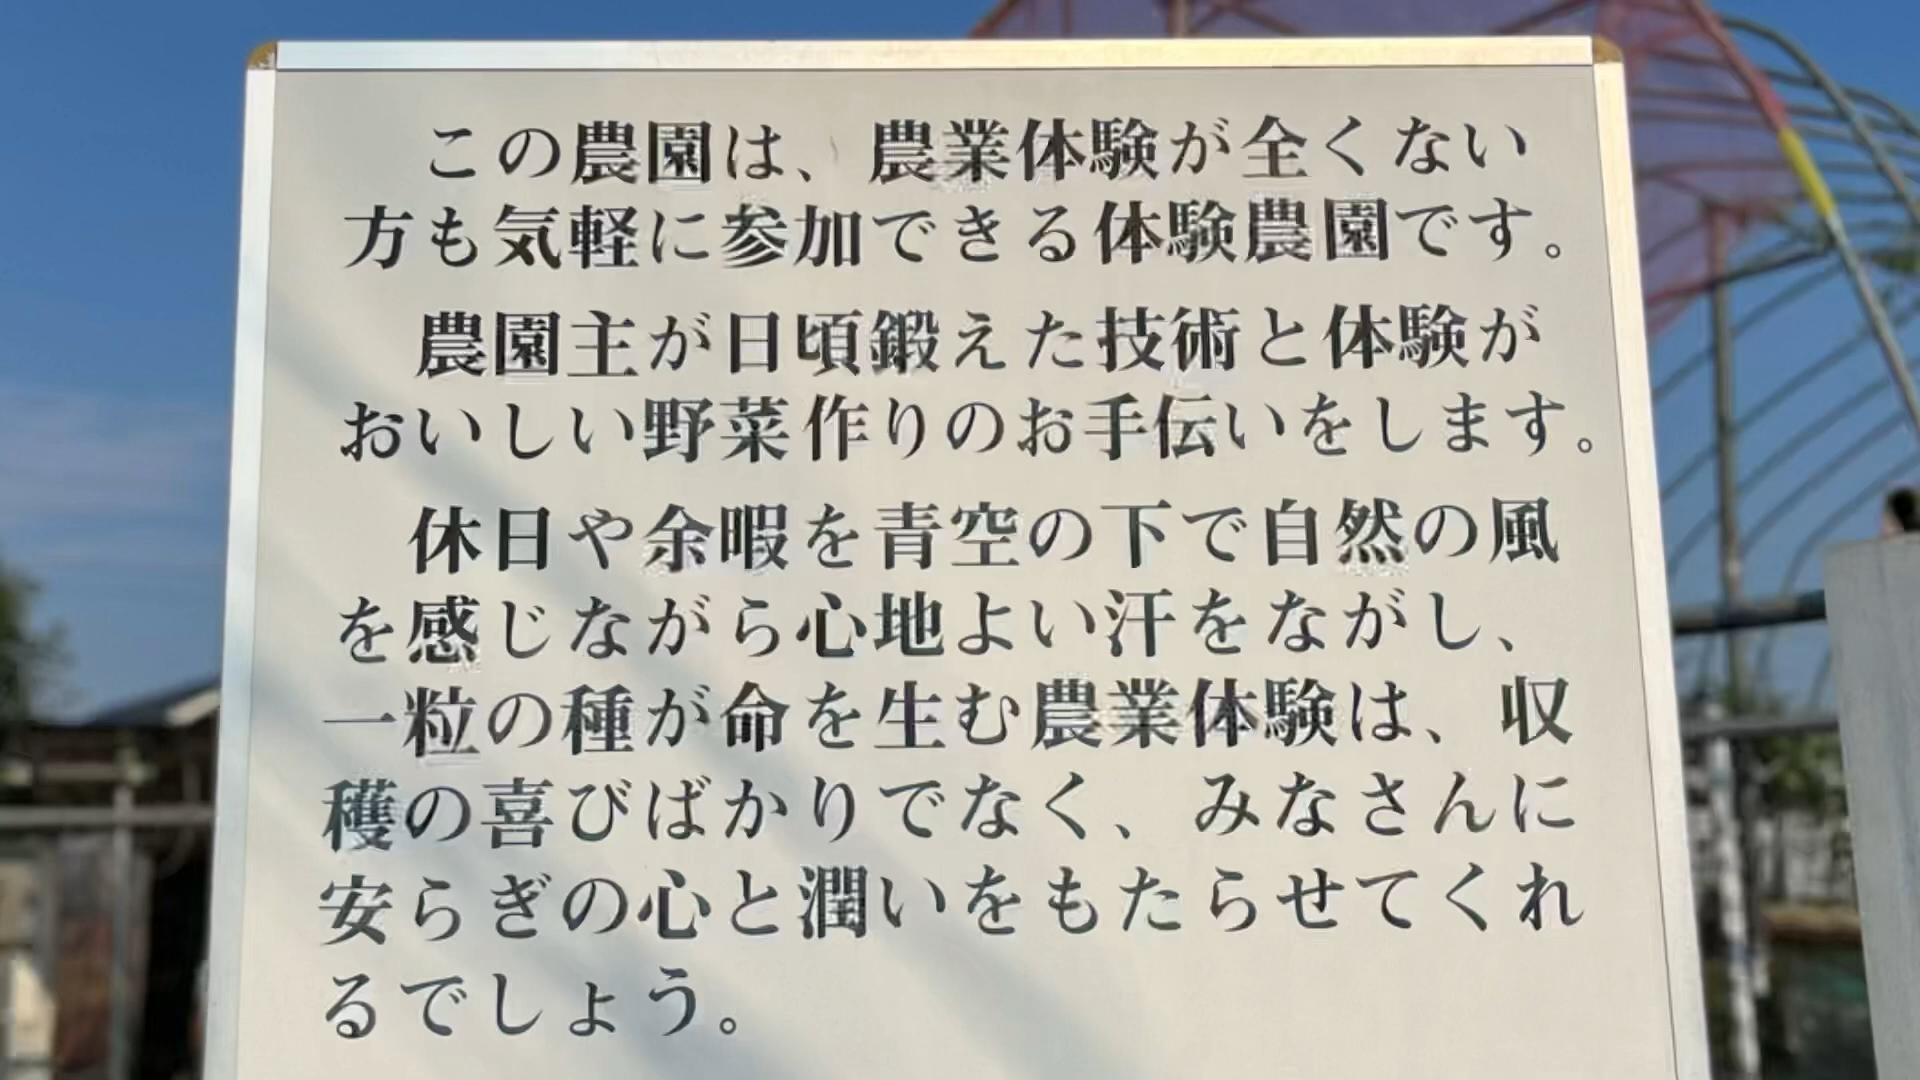 この農園は、農業体験が全くない
方も気軽に参加できる体験農園です。
農園主が日頃鍛えた技術と体験が
おいしい野菜作りのお手伝いをします。
休日や余暇を青空の下で自然の風
を感じながら心地よい汗をながし、
一粒の種が命を生む農業体験は、収
穫の喜びばかりでなく、みなさんに
安らぎの心と潤いをもたらせてくれ
るでしょう。